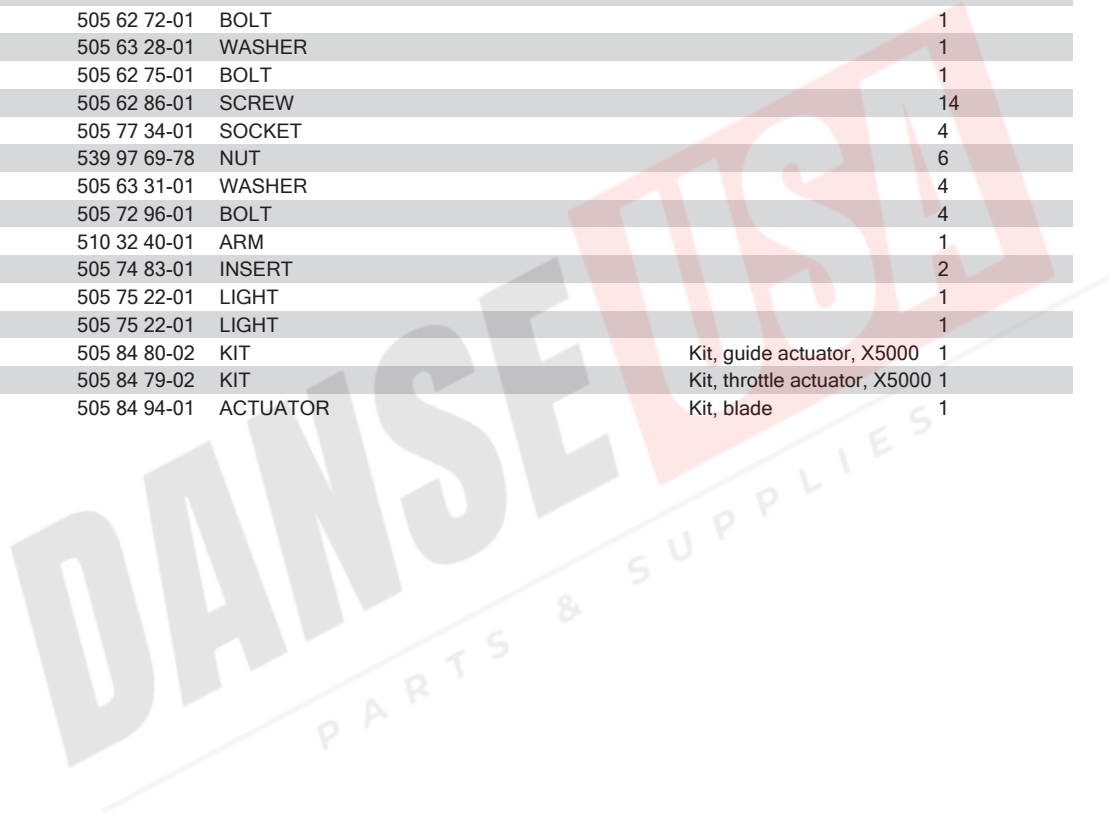 505 62 72-01 BOLT 1
505 63 28-01 WASHER 1
505 62 75-01 BOLT 1
505 62 86-01 SCREW 14
505 77 34-01 SOCKET 4
539 97 69-78 NUT 6
505 63 31-01 WASHER 4
505 72 96-01 BOLT 4
510 32 40-01 ARM 1
505 74 83-01 INSERT 2
505 75 22-01 LIGHT 1
505 75 22-01 LIGHT 1
505 84 80-02 KIT Kit, guide actuator, X5000 1
505 84 79-02 KIT Kit, throttle actuator, X5000 1
505 84 94-01 ACTUATOR Kit, blade 1
DANSE USA
PARTS & SUPPLIES